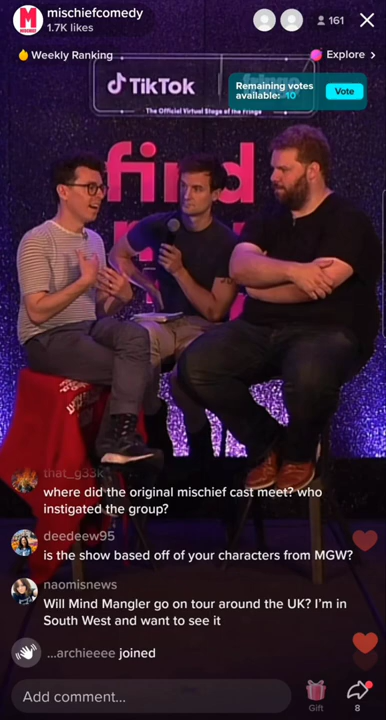 M
MISCHIEF
mischiefcomedy
1.7K likes
161
Weekly Ranking
Explore >
TikTok
fringe
Remaining votes
available: 10
Vote
The Official Virtual Stage of the Fringe
find
that_g33k
where did the original mischief cast meet? who
instigated the group?
deedeew95
is the show based off of your characters from MGW?
naomisnews
Will Mind Mangler go on tour around the UK? I'm in
South West and want to see it
...archieeee joined
Add comment...
Gift
8